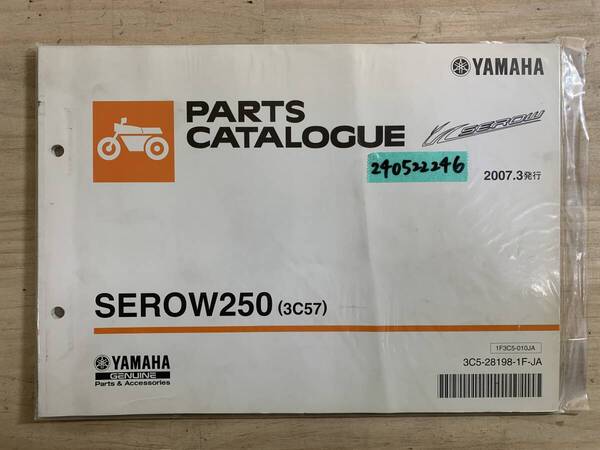 YAMAHA
PARTS
CATALOGUE
SEROW
240522246
2007.3発行
SEROW250 (3C57)
YAMAHA
GENUINE
Parts & Accessories
1F3C5-010JA
3C5-28198-1F-JA